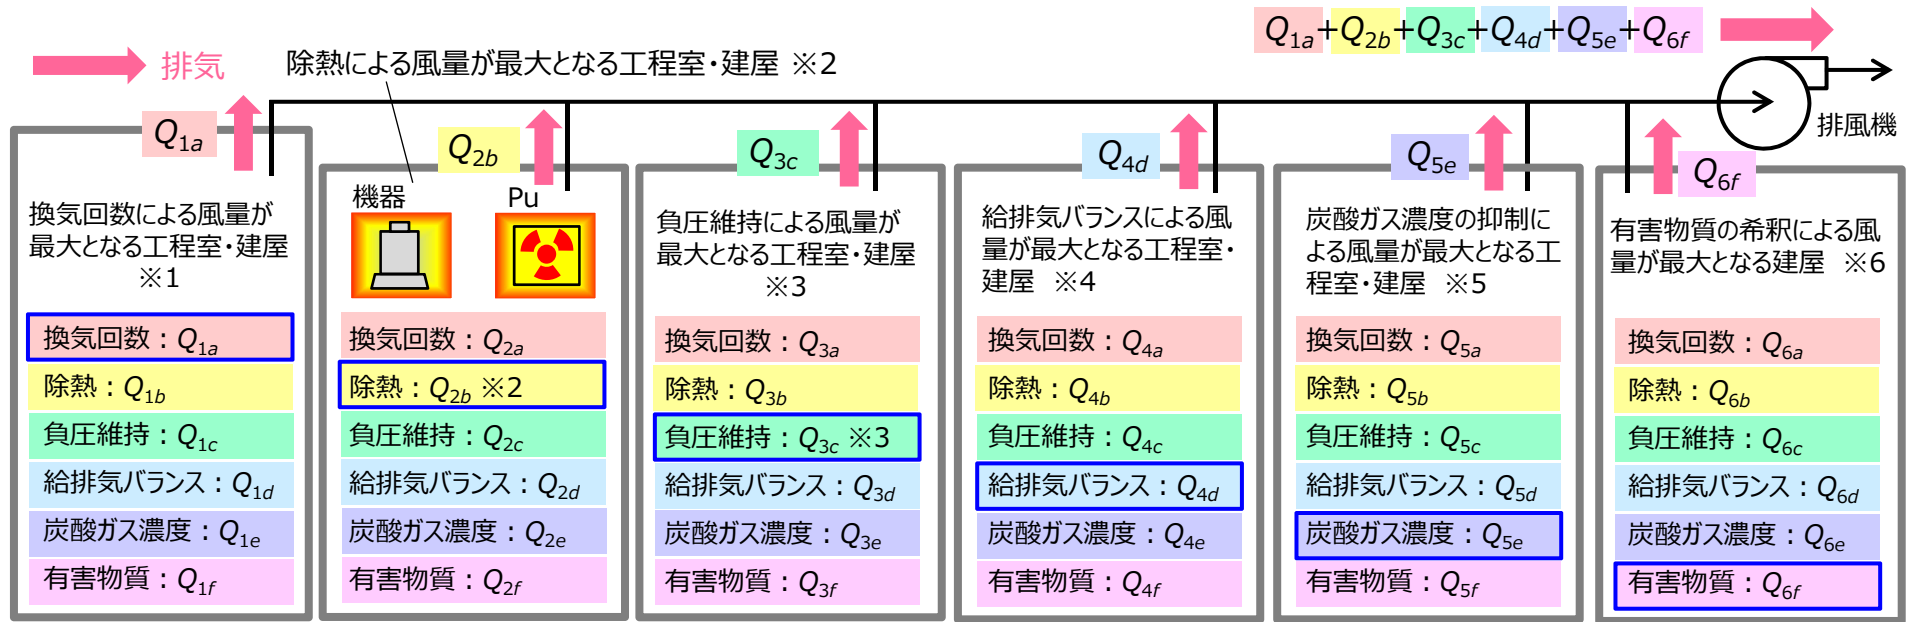 Q1a+Q2b+Q3c+Q4d+Q5e+Q6f
排気
除熱による風量が最大となる工程室・建屋 ※2
排風機
Q1a
換気回数による風量が
最大となる工程室・建屋
※1
換気回数：Q1a
除熱：Q1b
負圧維持：Q1c
給排気バランス：Q1d
炭酸ガス濃度：Q1e
有害物質：Q1f
Q2b
機器
Pu
換気回数：Q2a
除熱：Q2b ※2
負圧維持：Q2c
給排気バランス：Q2d
炭酸ガス濃度：Q2e
有害物質：Q2f
Q3c
負圧維持による風量が
最大となる工程室・建屋
※3
換気回数：Q3a
除熱：Q3b
負圧維持：Q3c ※3
給排気バランス：Q3d
炭酸ガス濃度：Q3e
有害物質：Q3f
Q4d
給排気バランスによる風
量が最大となる工程室・
建屋 ※4
換気回数：Q4a
除熱：Q4b
負圧維持：Q4c
給排気バランス：Q4d
炭酸ガス濃度：Q4e
有害物質：Q4f
Q5e
炭酸ガス濃度の抑制に
よる風量が最大となる工
程室・建屋 ※5
換気回数：Q5a
除熱：Q5b
負圧維持：Q5c
給排気バランス：Q5d
炭酸ガス濃度：Q5e
有害物質：Q5f
Q6f
有害物質の希釈による風
量が最大となる建屋 ※6
換気回数：Q6a
除熱：Q6b
負圧維持：Q6c
給排気バランス：Q6d
炭酸ガス濃度：Q6e
有害物質：Q6f